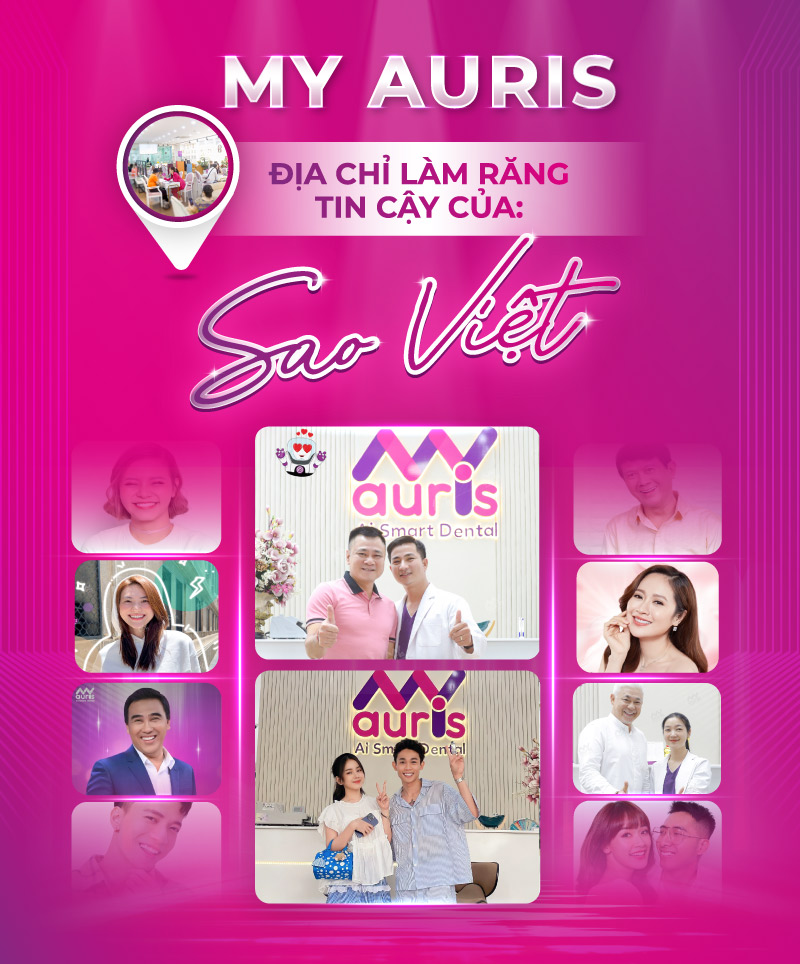 MY AURIS
ĐỊA CHỈ LÀM RĂNG
TIN CẬY CỦA:
Sao Việt
auris
Ai Smart Dental
auris
Ai Smart Dental
auris